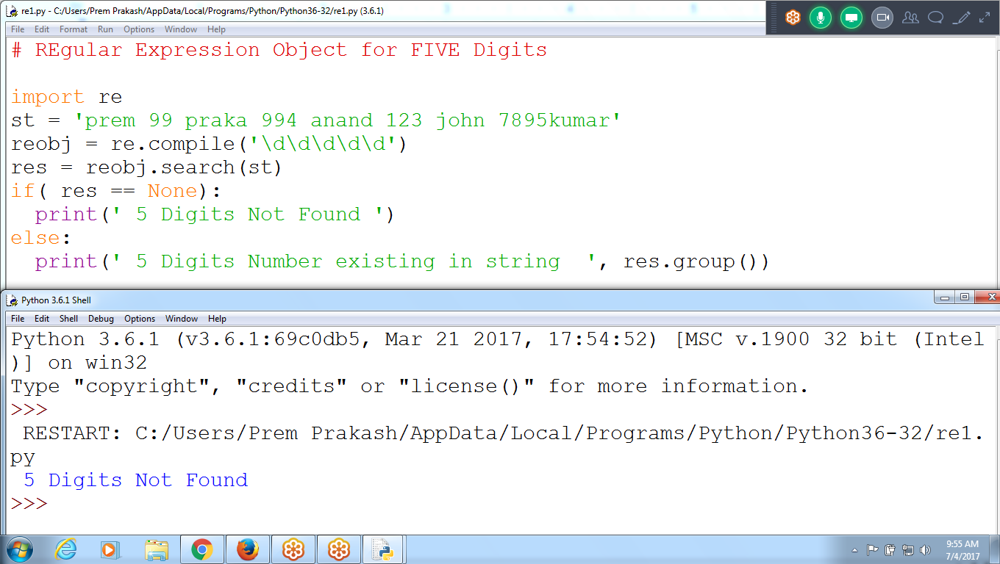 re1.py - C:/Users/Prem Prakash/AppData/Local/Programs/Python/Python36-32/re1.py (3.6.1)
File Edit Format Run Options Window Help
# REgular Expression Object for FIVE Digits
import re
st = 'prem 99 praka 994 anand 123 john 7895kumar'
reobj = re.compile('\d\d\d\d\d')
res = reobj.search(st)
if( res == None):
  print(' 5 Digits Not Found ')
else:
  print(' 5 Digits Number existing in string  ', res.group())
Python 3.6.1 Shell
File Edit Shell Debug Options Window Help
Python 3.6.1 (v3.6.1:69c0db5, Mar 21 2017, 17:54:52) [MSC v.1900 32 bit (Intel
)] on win32
Type "copyright", "credits" or "license()" for more information.
>>>
 RESTART: C:/Users/Prem Prakash/AppData/Local/Programs/Python/Python36-32/re1.
py
 5 Digits Not Found
>>>
9:55 AM
7/4/2017